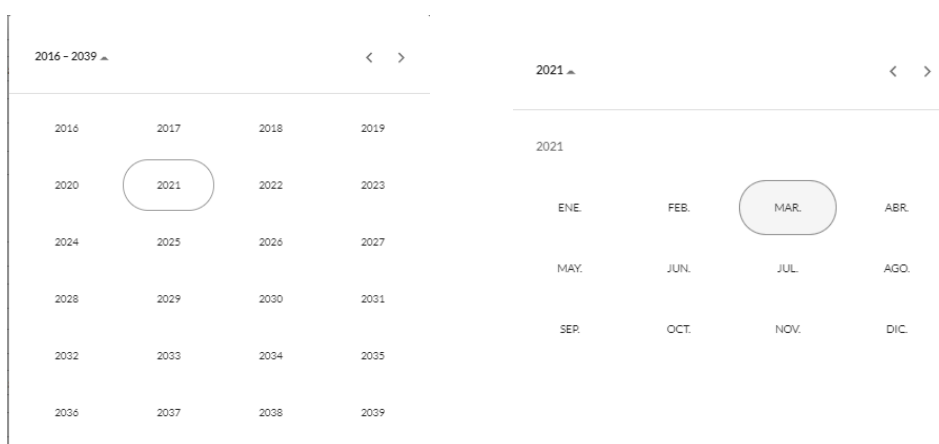 2016 – 2039
2016 2017 2018 2019
2020 2021 2022 2023
2024 2025 2026 2027
2028 2029 2030 2031
2032 2033 2034 2035
2036 2037 2038 2039
2021
2021
ENE. FEB. MAR. ABR.
MAY. JUN. JUL. AGO.
SEP. OCT. NOV. DIC.